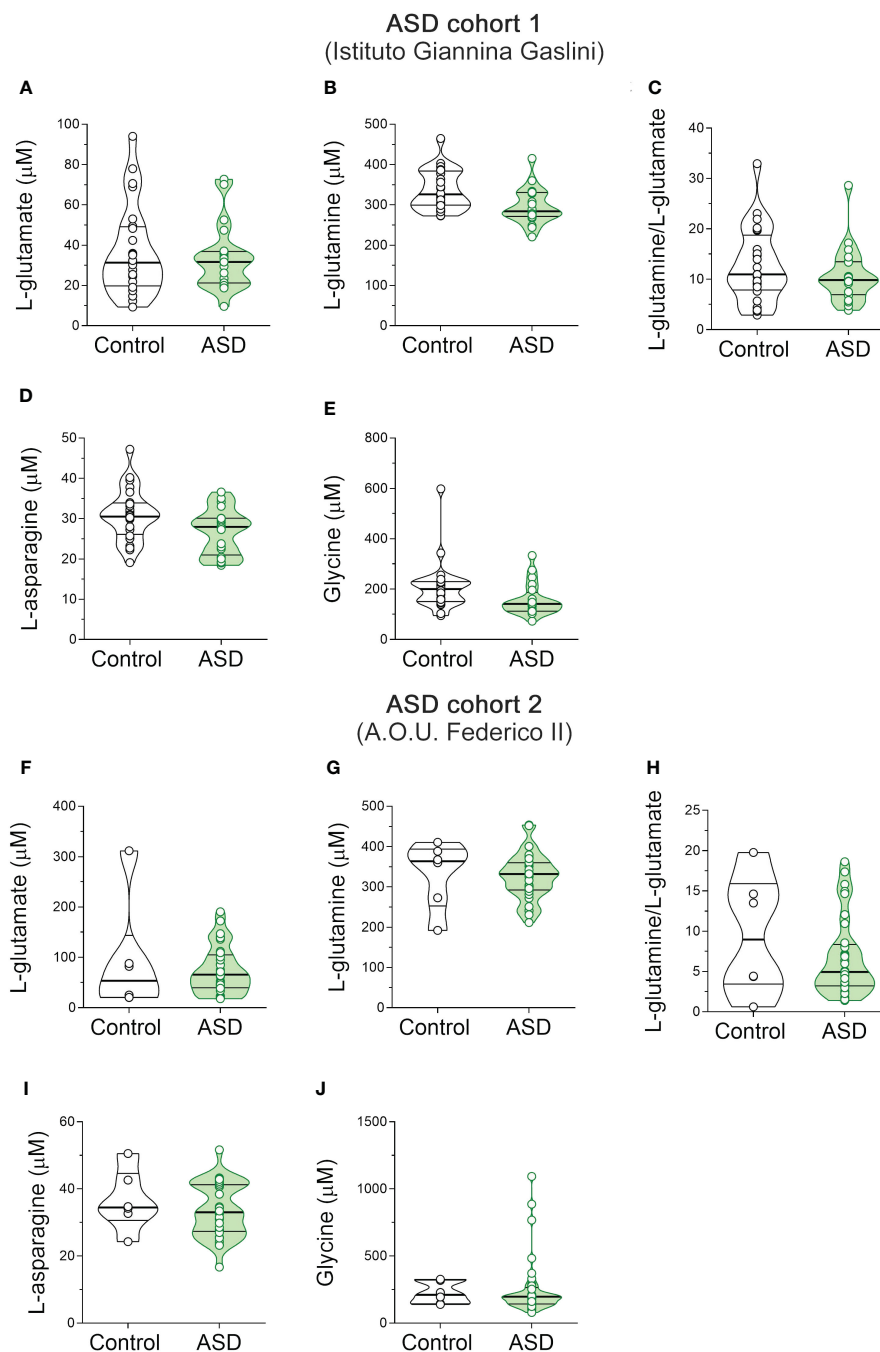 ASD cohort 1
(Istituto Giannina Gaslini)
A
L-glutamate (μM)
100
80
60
40
20
0
Control
ASD
B
L-glutamine (μM)
500
400
300
200
100
0
Control
ASD
C
L-glutamine/L-glutamate
40
30
20
10
0
Control
ASD
D
L-asparagine (μM)
50
40
30
20
10
0
Control
ASD
E
Glycine (μM)
800
600
400
200
0
Control
ASD
ASD cohort 2
(A.O.U. Federico II)
F
L-glutamate (μM)
400
300
200
100
0
Control
ASD
G
L-glutamine (μM)
500
400
300
200
100
0
Control
ASD
H
L-glutamine/L-glutamate
25
20
15
10
5
0
Control
ASD
I
L-asparagine (μM)
60
40
20
0
Control
ASD
J
Glycine (μM)
1500
1000
500
0
Control
ASD